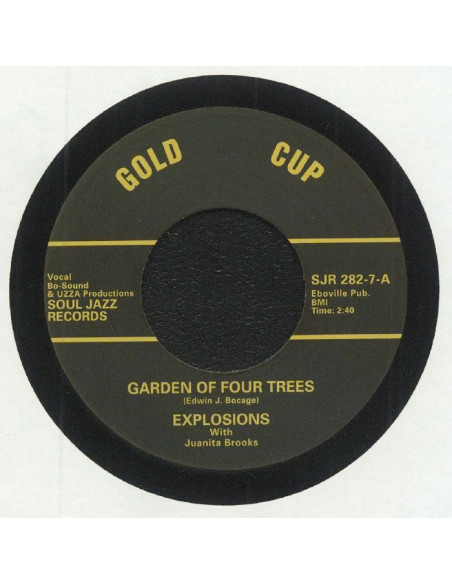 GOLD CUP
Vocal
Bo-Sound
& UZZA Productions
SOUL JAZZ
RECORDS
SJR 282-7-A
Eboville Pub.
BMI
Time: 2:40
GARDEN OF FOUR TREES
(Edwin J. Bocage)
EXPLOSIONS
With
Juanita Brooks